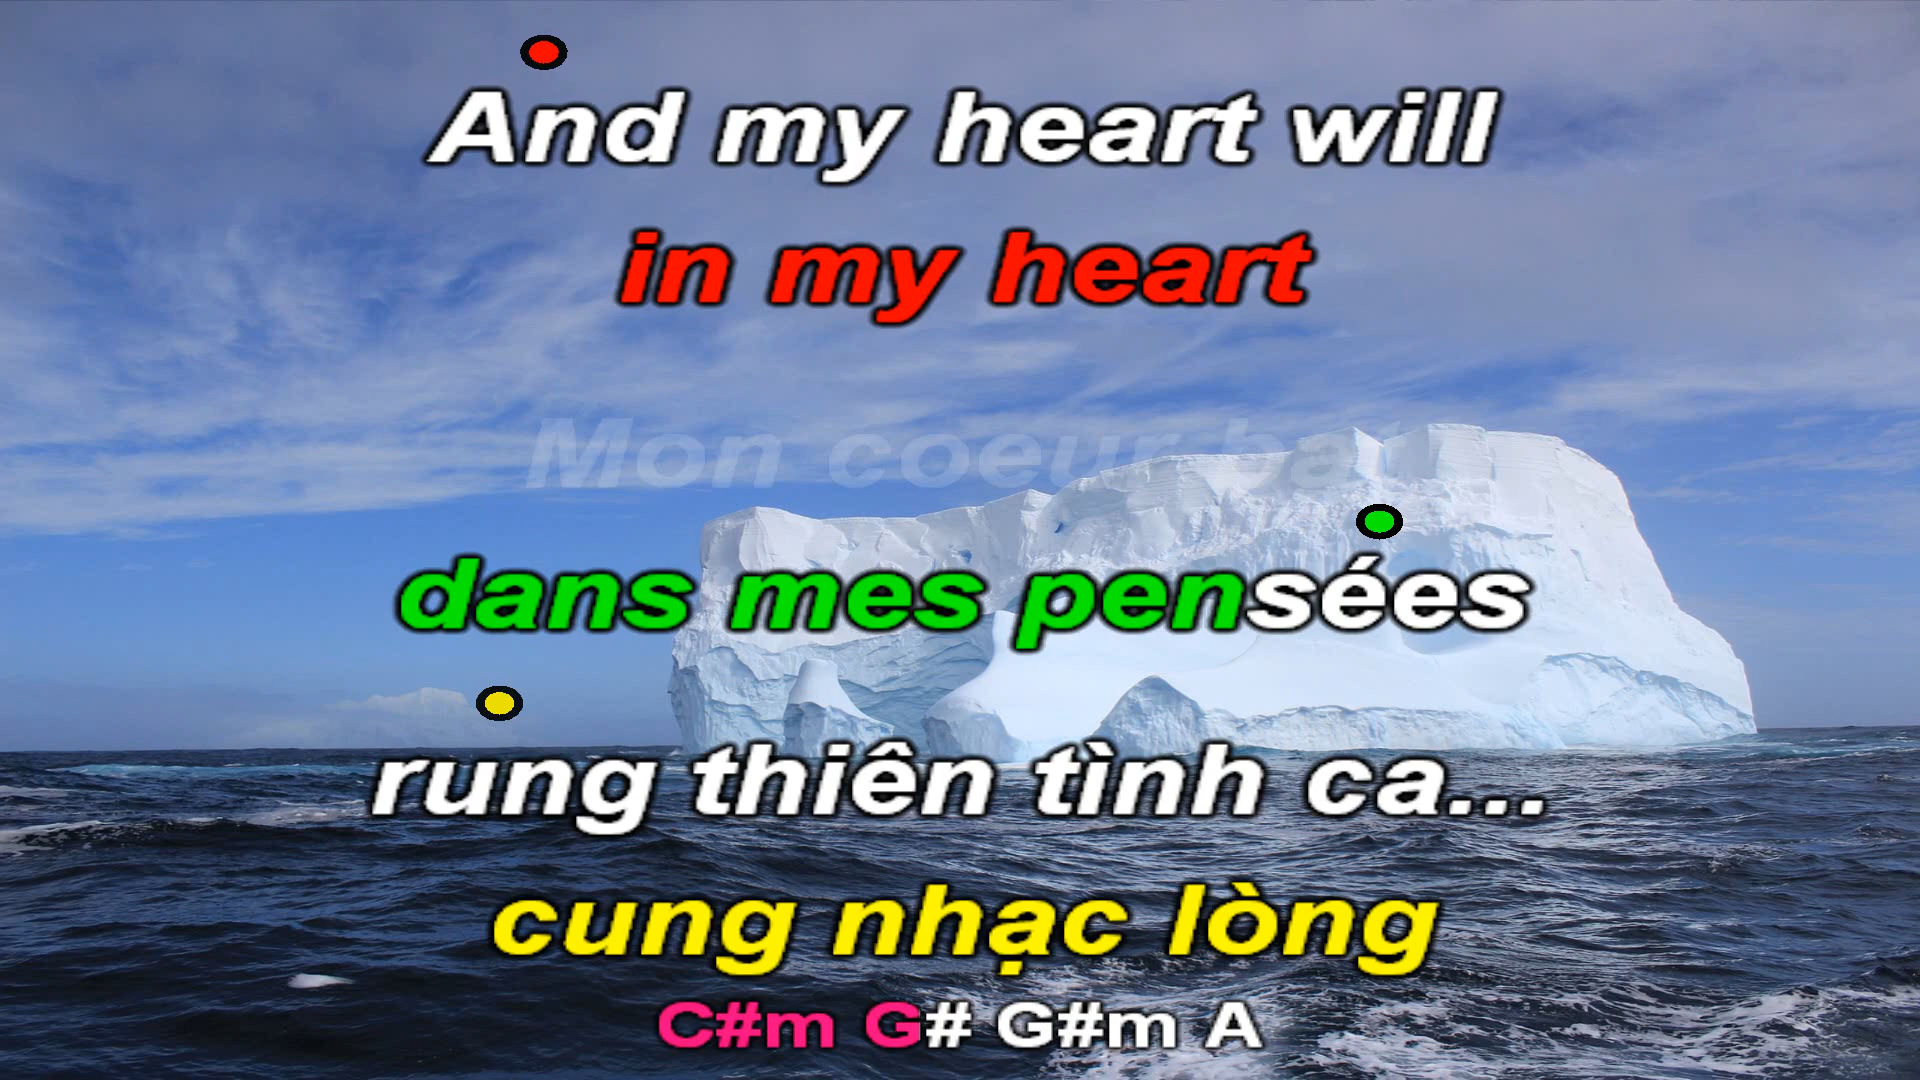 And my heart will
in my heart
Mon coeur bat
dans mes pensées
rung thiên tình ca...
cung nhạc lòng
C#m G# G#m A